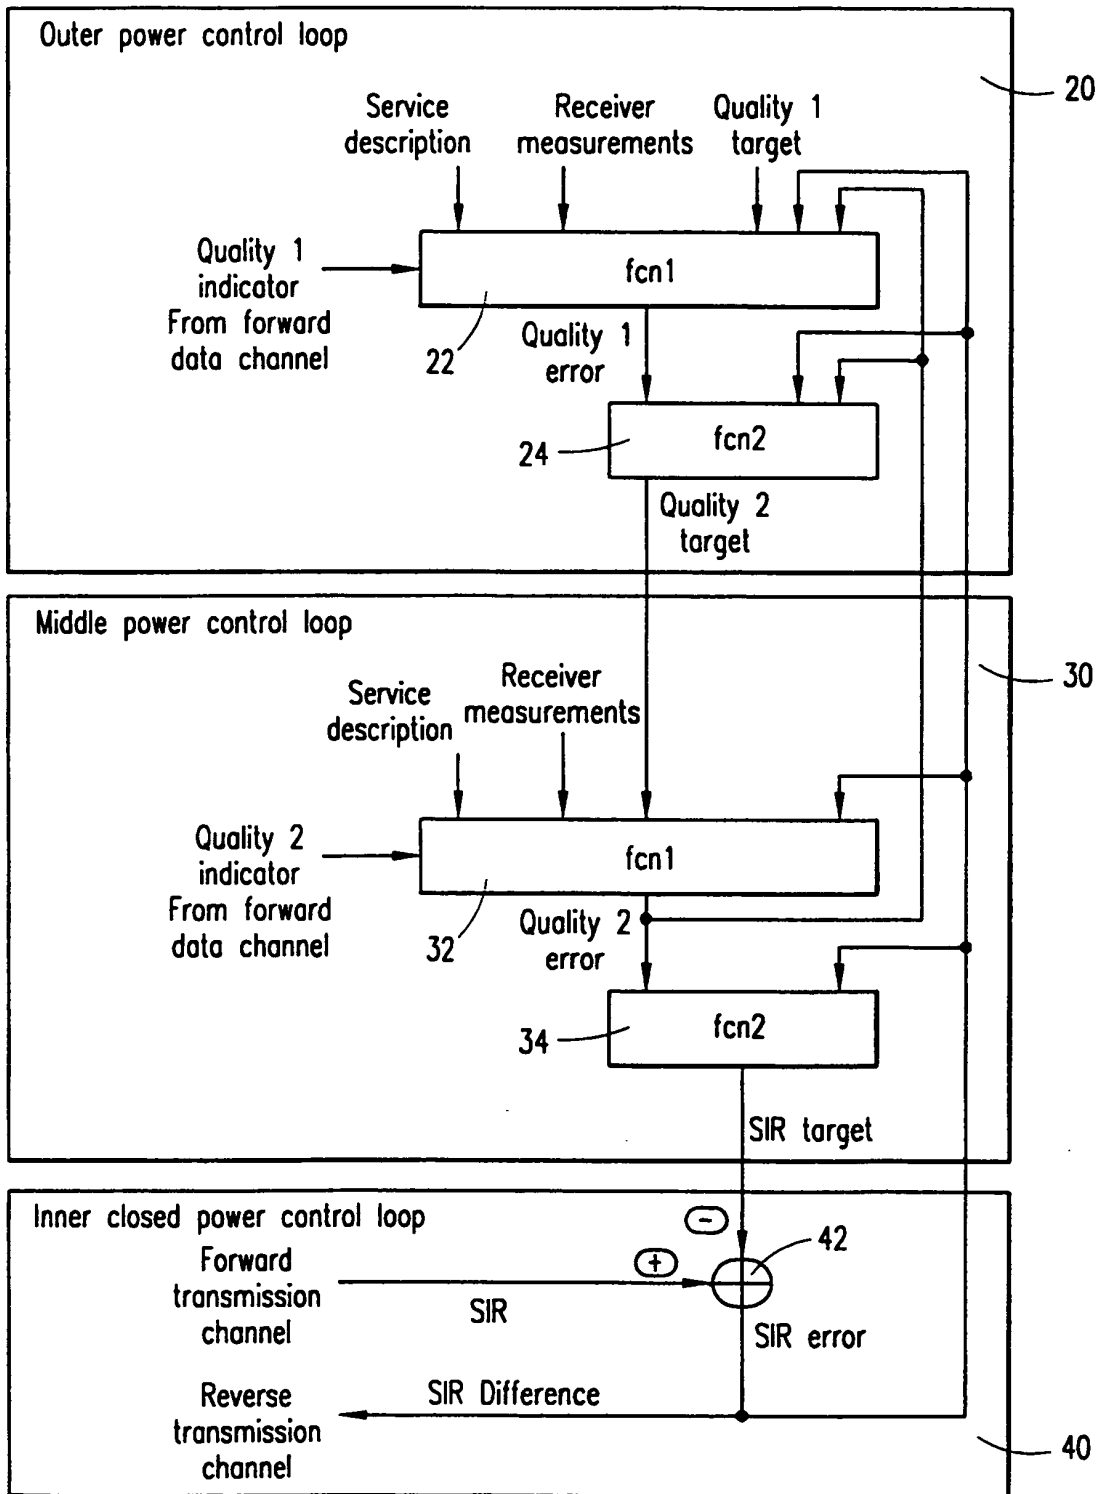 Outer power control loop
20
Service
description
Receiver
measurements
Quality 1
target
Quality 1
indicator
From forward
data channel
fcn1
22
Quality 1
error
24
fcn2
Quality 2
target
Middle power control loop
30
Service
description
Receiver
measurements
Quality 2
indicator
From forward
data channel
fcn1
32
Quality 2
error
34
fcn2
SIR target
Inner closed power control loop
−
42
Forward
transmission
channel
+
SIR
SIR error
Reverse
transmission
channel
SIR Difference
40